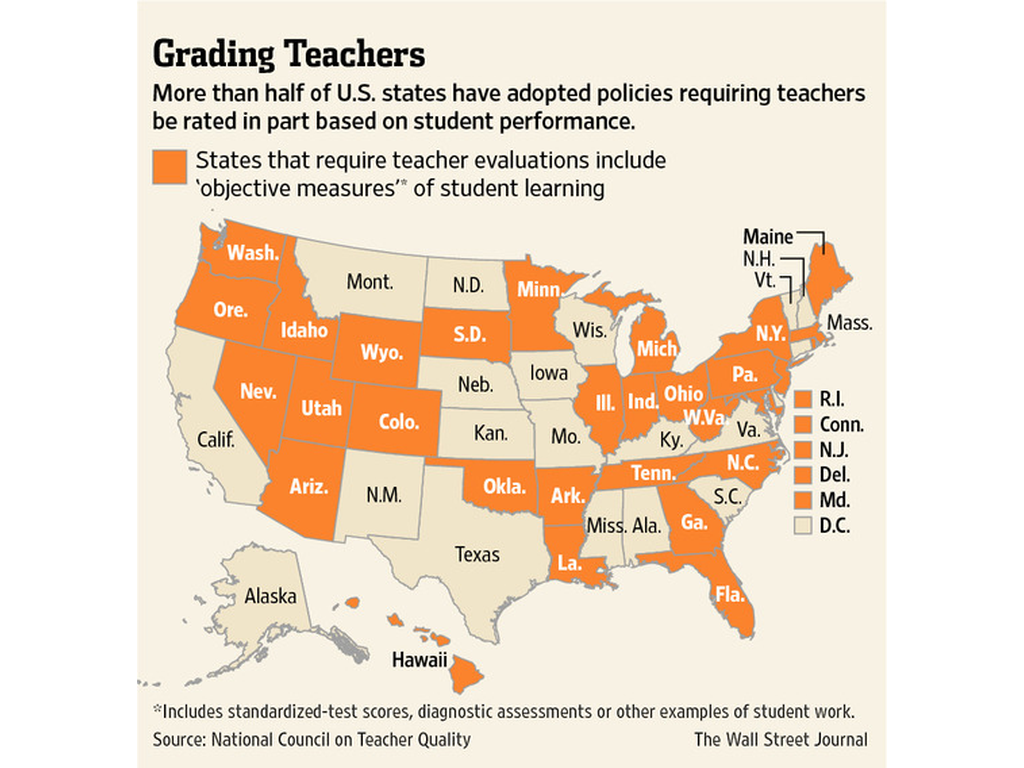 Grading Teachers
More than half of U.S. states have adopted policies requiring teachers
be rated in part based on student performance.
States that require teacher evaluations include
‘objective measures’* of student learning
Maine
N.H.
Vt.
Wash.
Mont.
N.D.
Minn.
Ore.
Idaho
S.D.
Wis.
Mich.
N.Y.
Mass.
Wyo.
Nev.
Utah
Colo.
Neb.
Iowa
Ill.
Ind.
Ohio
Pa.
W.Va.
Va.
R.I.
Conn.
N.J.
Del.
Md.
D.C.
Calif.
Kan.
Mo.
Ky.
Ariz.
N.M.
Okla.
Ark.
Tenn.
N.C.
S.C.
Miss.
Ala.
Ga.
Texas
La.
Fla.
Alaska
Hawaii
*Includes standardized-test scores, diagnostic assessments or other examples of student work.
Source: National Council on Teacher Quality
The Wall Street Journal